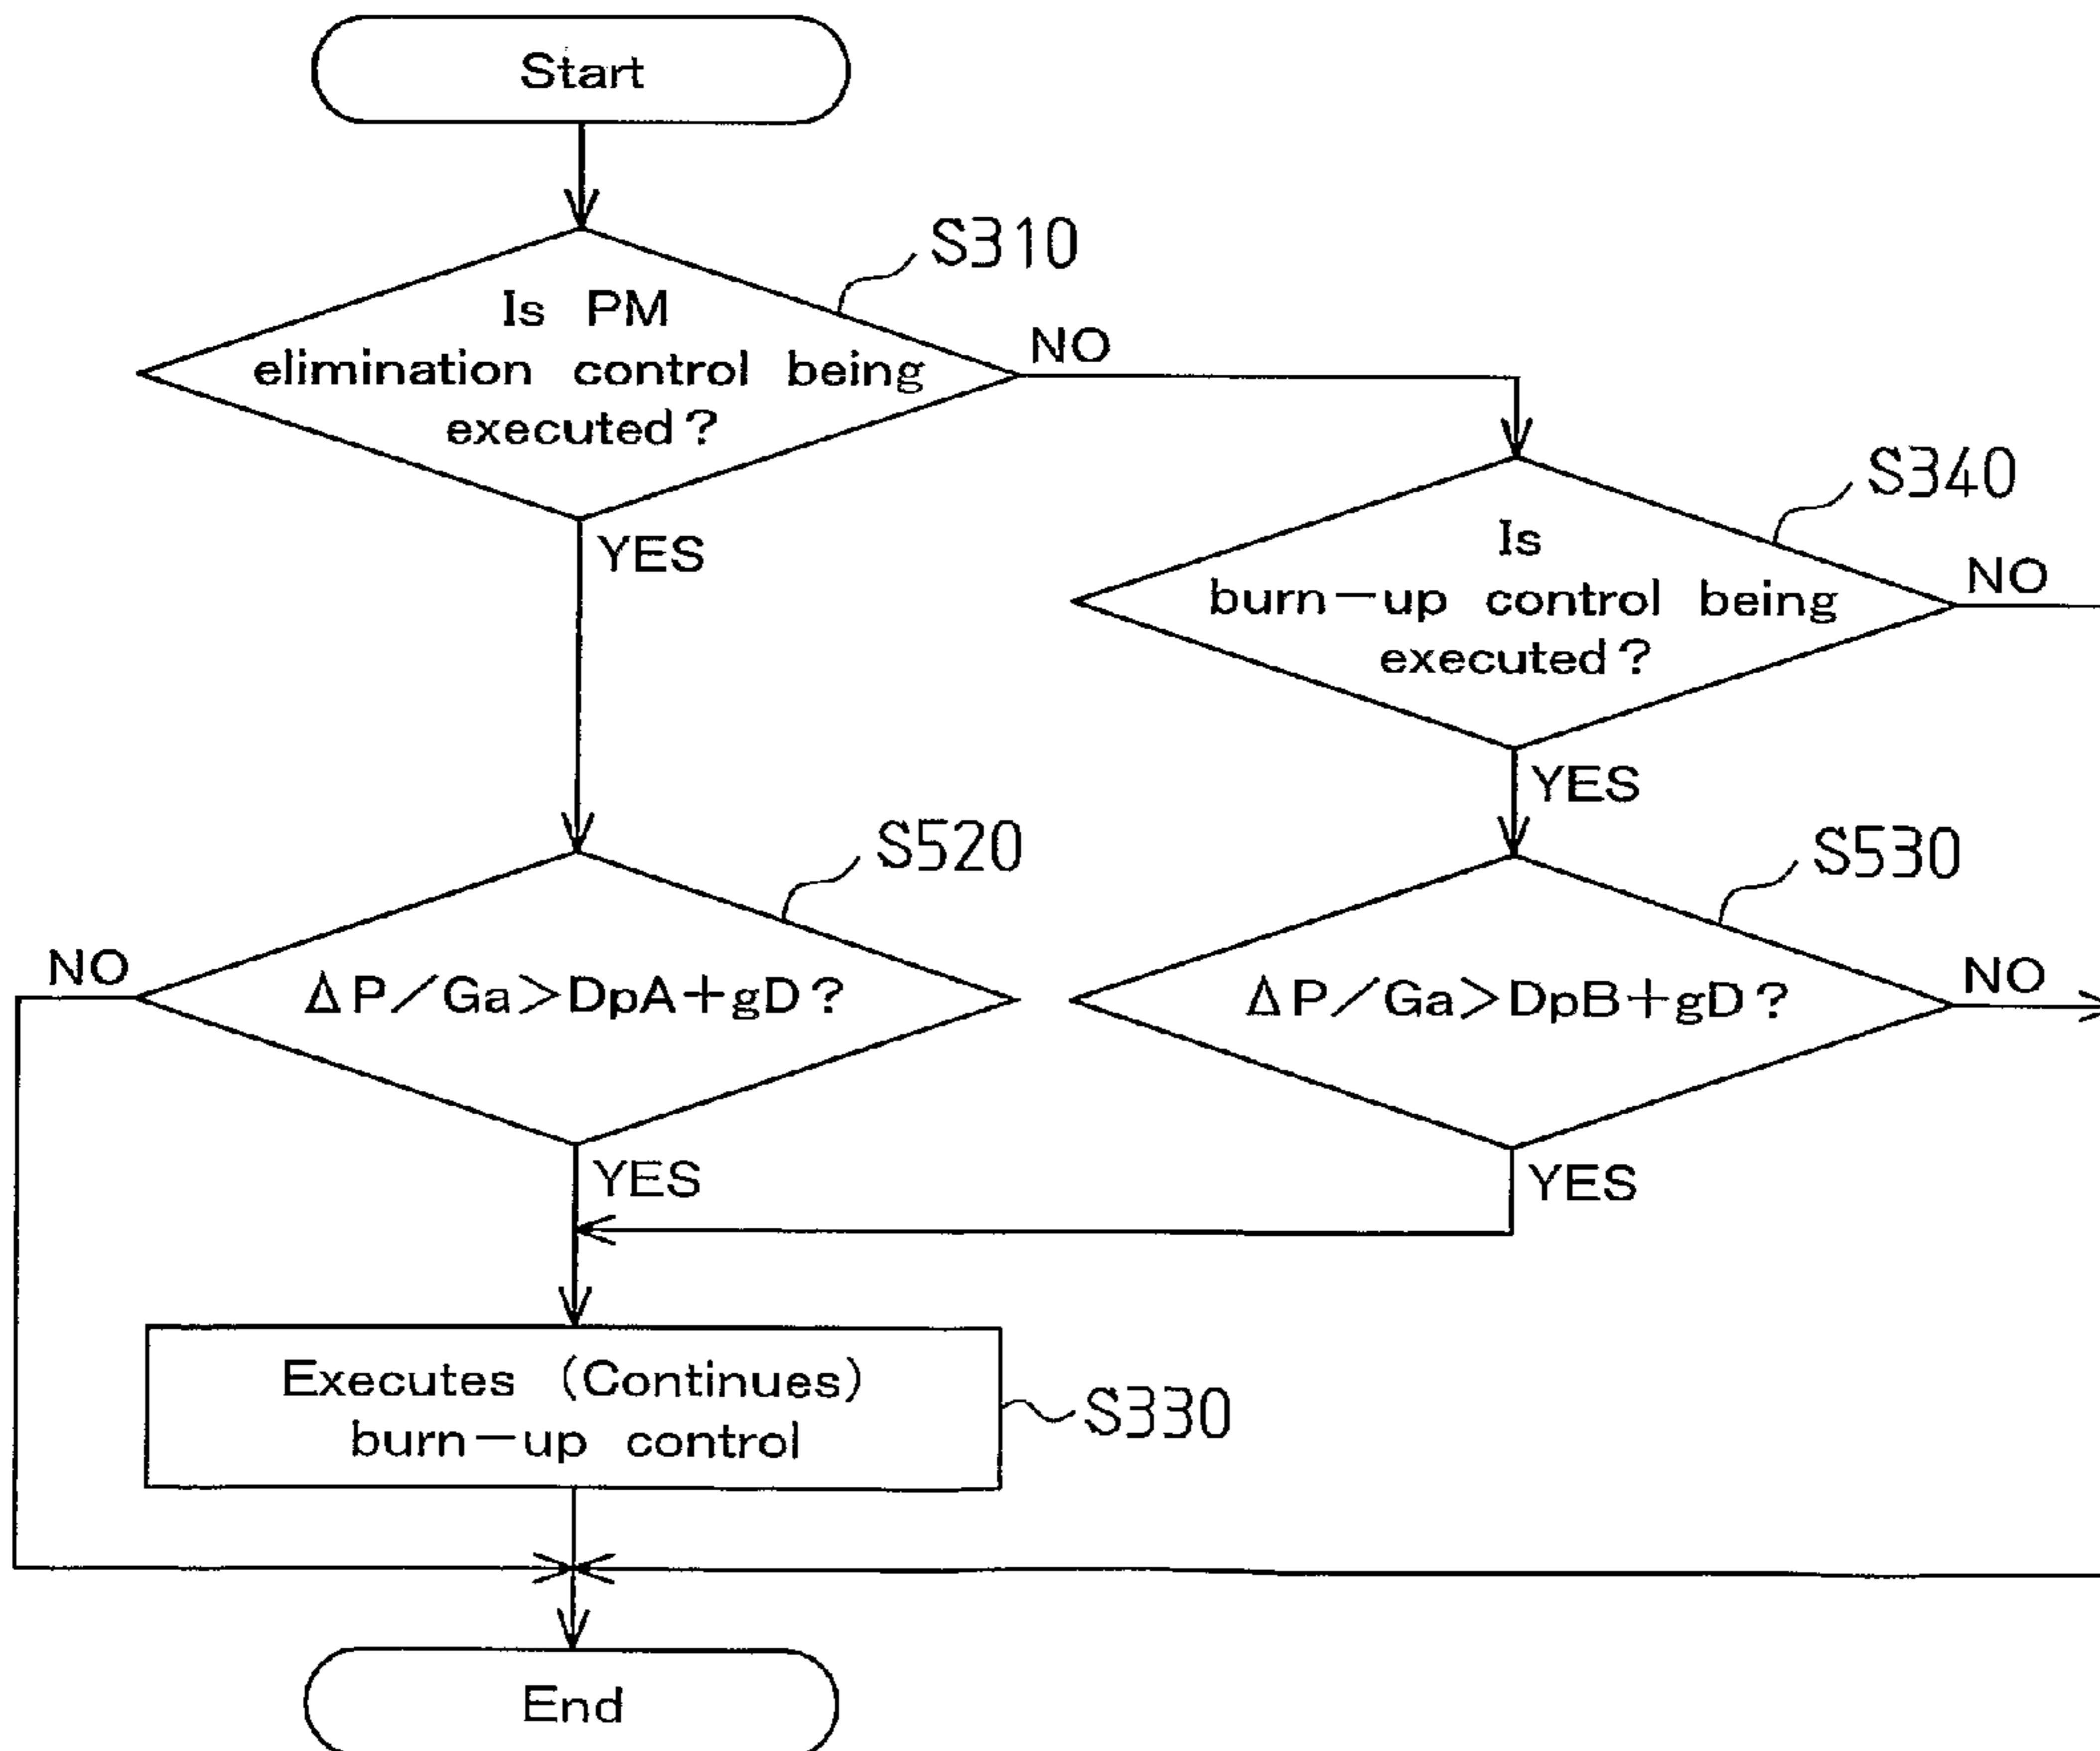 Start
S310
Is PM
elimination control being
executed?
NO
YES
S340
Is
burn-up control being
executed?
NO
YES
S520
ΔP/Ga>DpA+gD?
NO
YES
S530
ΔP/Ga>DpB+gD?
NO
YES
Executes (Continues)
burn-up control
S330
End